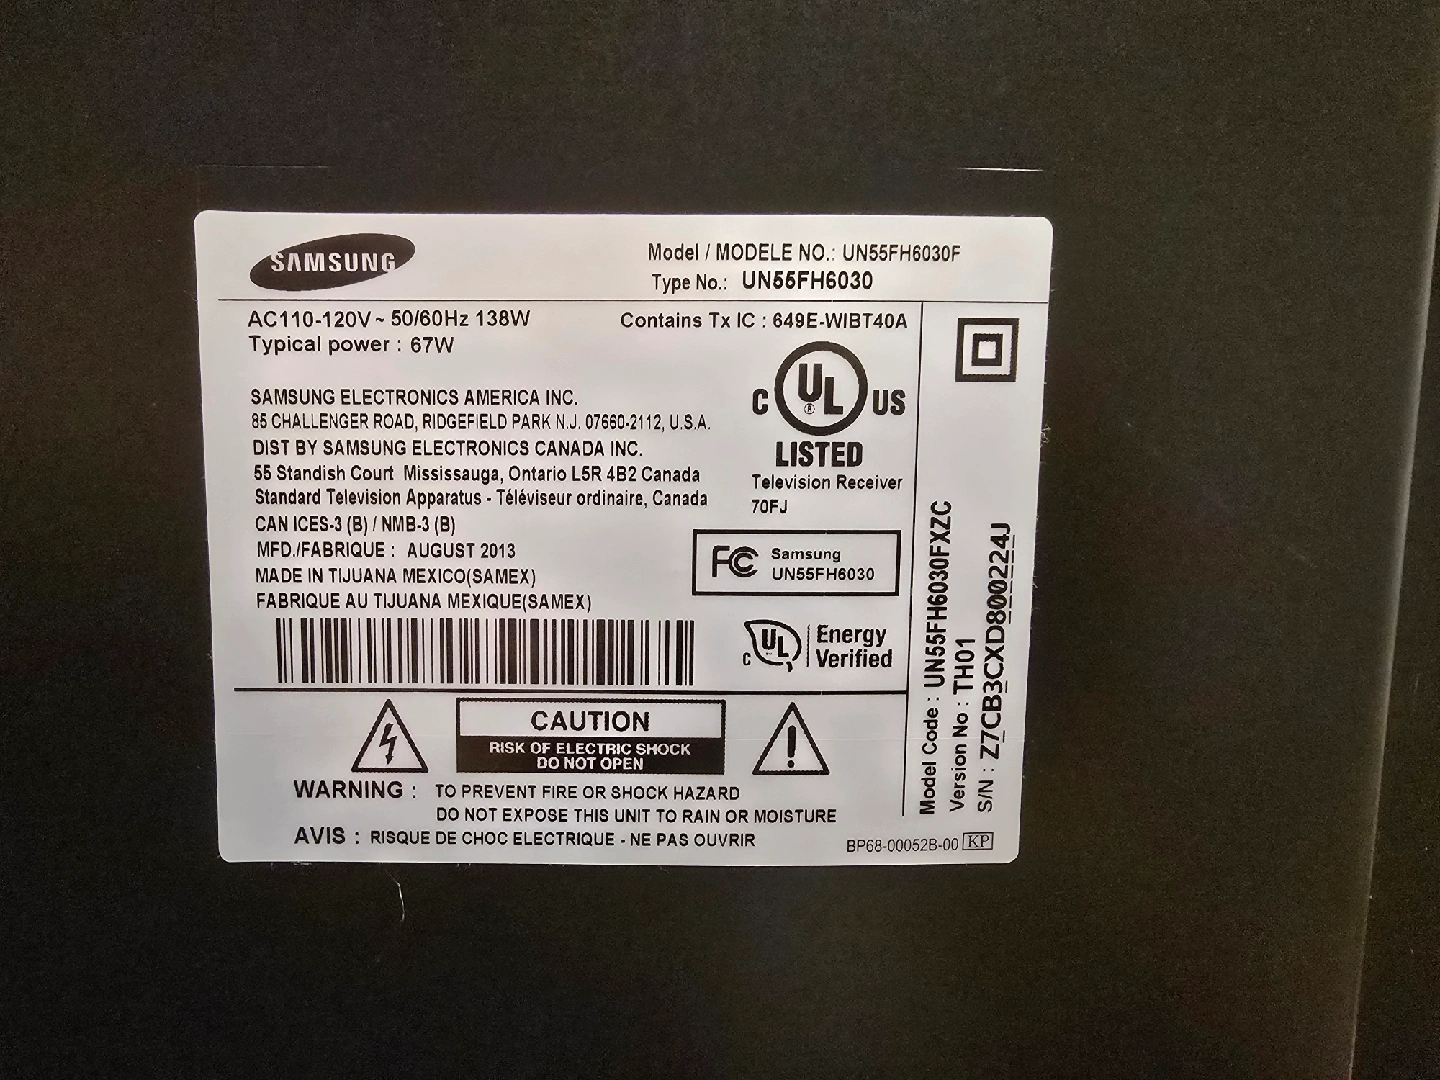 SAMSUNG
Model / MODELE NO.: UN55FH6030F
Type No.: UN55FH6030
AC110-120V ~ 50/60Hz 138W
Typical power : 67W
Contains Tx IC : 649E-WIBT40A
SAMSUNG ELECTRONICS AMERICA INC.
85 CHALLENGER ROAD, RIDGEFIELD PARK N.J. 07660-2112, U.S.A.
DIST BY SAMSUNG ELECTRONICS CANADA INC.
55 Standish Court Mississauga, Ontario L5R 4B2 Canada
Standard Television Apparatus - Téléviseur ordinaire, Canada
CAN ICES-3 (B) / NMB-3 (B)
MFD./FABRIQUE : AUGUST 2013
MADE IN TIJUANA MEXICO(SAMEX)
FABRIQUE AU TIJUANA MEXIQUE(SAMEX)
C UL ® US
LISTED
Television Receiver
70FJ
FC Samsung
UN55FH6030
C UL Energy
Verified
CAUTION
RISK OF ELECTRIC SHOCK
DO NOT OPEN
WARNING : TO PREVENT FIRE OR SHOCK HAZARD
DO NOT EXPOSE THIS UNIT TO RAIN OR MOISTURE
AVIS : RISQUE DE CHOC ELECTRIQUE - NE PAS OUVRIR
BP68-00052B-00 KP
Model Code : UN55FH6030FXZC
Version No : TH01
S/N : Z7CB3CXD800224J